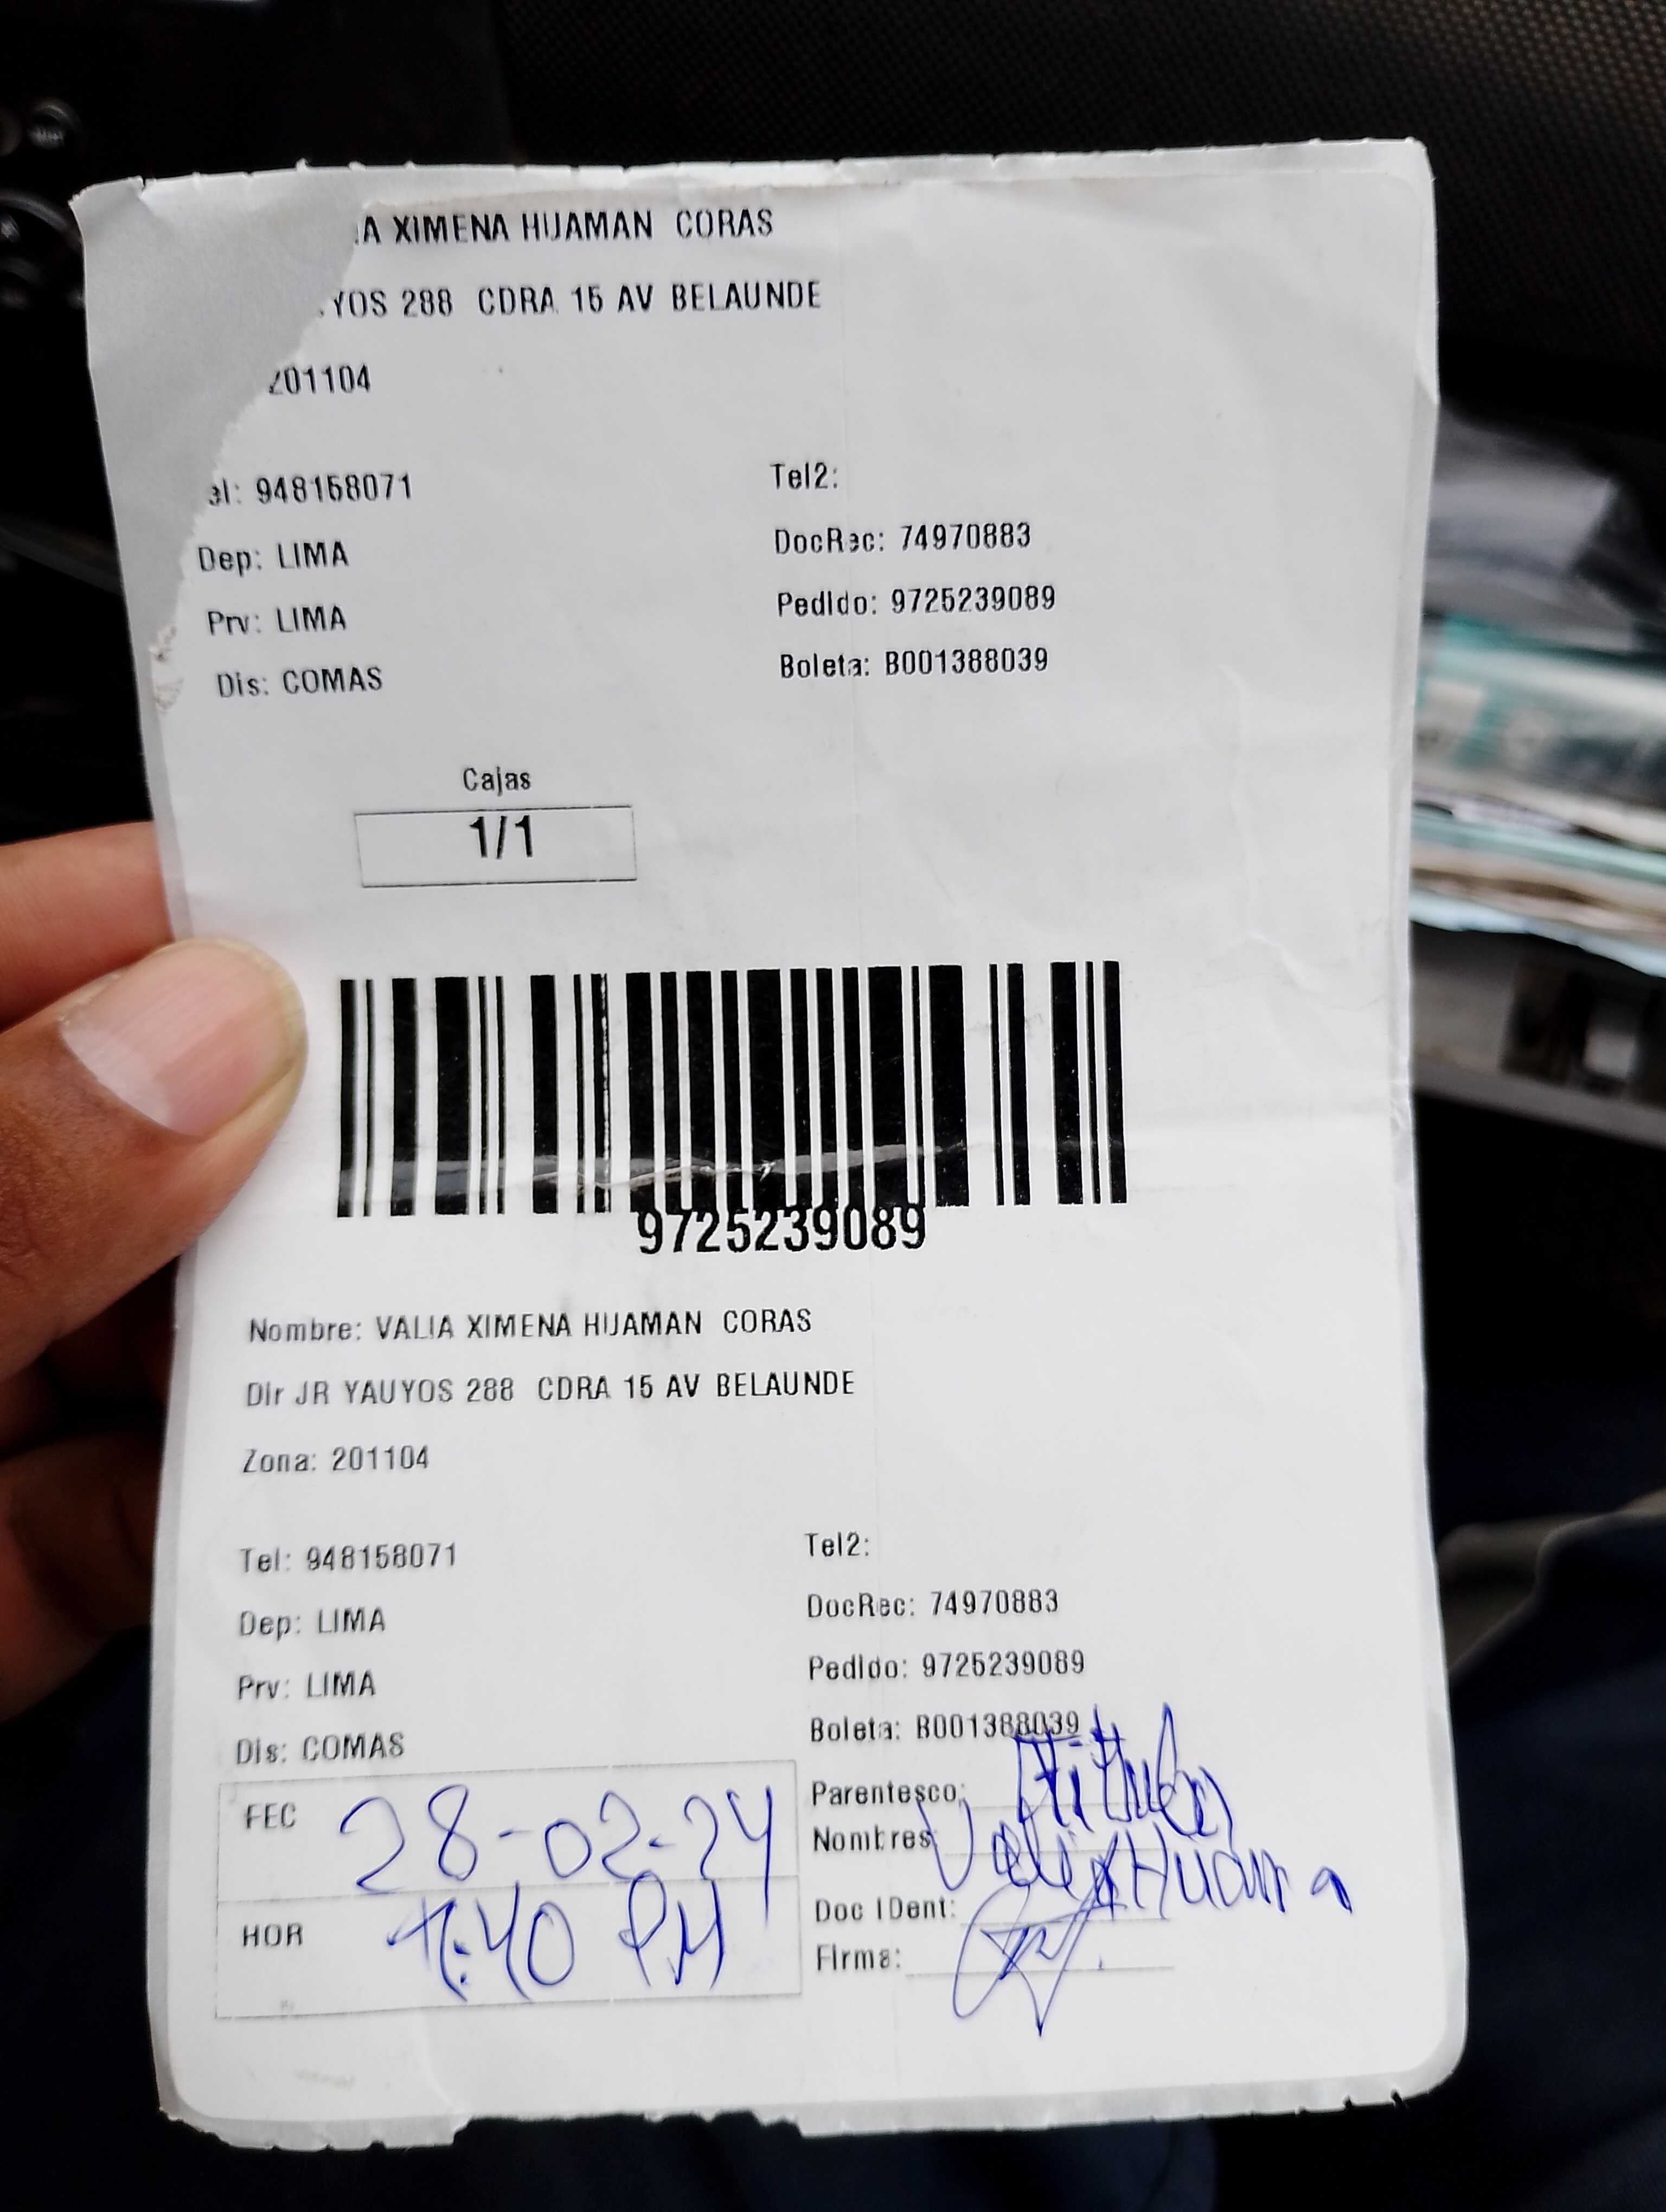 A XIMENA HUAMAN CORAS
YOS 288 CDRA 15 AV BELAUNDE
201104
el: 948158071
Tel2:
Dep: LIMA
DocRec: 74970883
Prv: LIMA
Pedido: 9725239089
Dis: COMAS
Boleta: B001388039
Cajas
1/1
9725239089
Nombre: VALIA XIMENA HUAMAN CORAS
Dir JR YAUYOS 288 CDRA 15 AV BELAUNDE
Zona: 201104
Tel: 948158071
Tel2:
Dep: LIMA
DocRec: 74970883
Prv: LIMA
Pedido: 9725239089
Dis: COMAS
Boleta: B001388039
FEC 28-02-24
Parentesco:
Nombres: Valia Huama
HOR :40 PM
Doc IDent:
Firma: